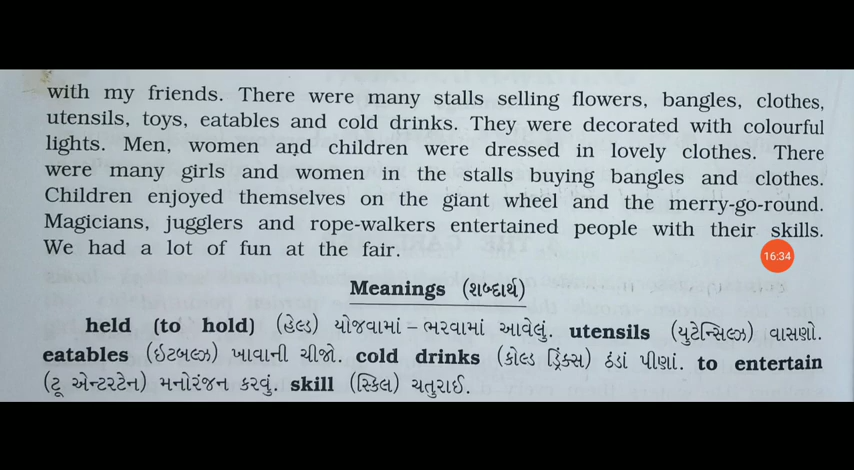 with my friends. There were many stalls selling flowers, bangles, clothes,
utensils, toys, eatables and cold drinks. They were decorated with colourful
lights. Men, women and children were dressed in lovely clothes. There
were many girls and women in the stalls buying bangles and clothes.
Children enjoyed themselves on the giant wheel and the merry-go-round.
Magicians, jugglers and rope-walkers entertained people with their skills.
We had a lot of fun at the fair.
16:34
Meanings (શબ્દાર્થ)
held (to hold) (હેલ્ડ) યોજવામાં – ભરવામાં આવેલું. utensils (યુટેન્સિલ્ઝ) વાસણો.
eatables (ઈટબલ્ઝ) ખાવાની ચીજો. cold drinks (કોલ્ડ ડ્રિંક્સ) ઠંડાં પીણાં. to entertain
(ટૂ એન્ટરટેન) મનોરંજન કરવું. skill (સ્કિલ) ચતુરાઈ.